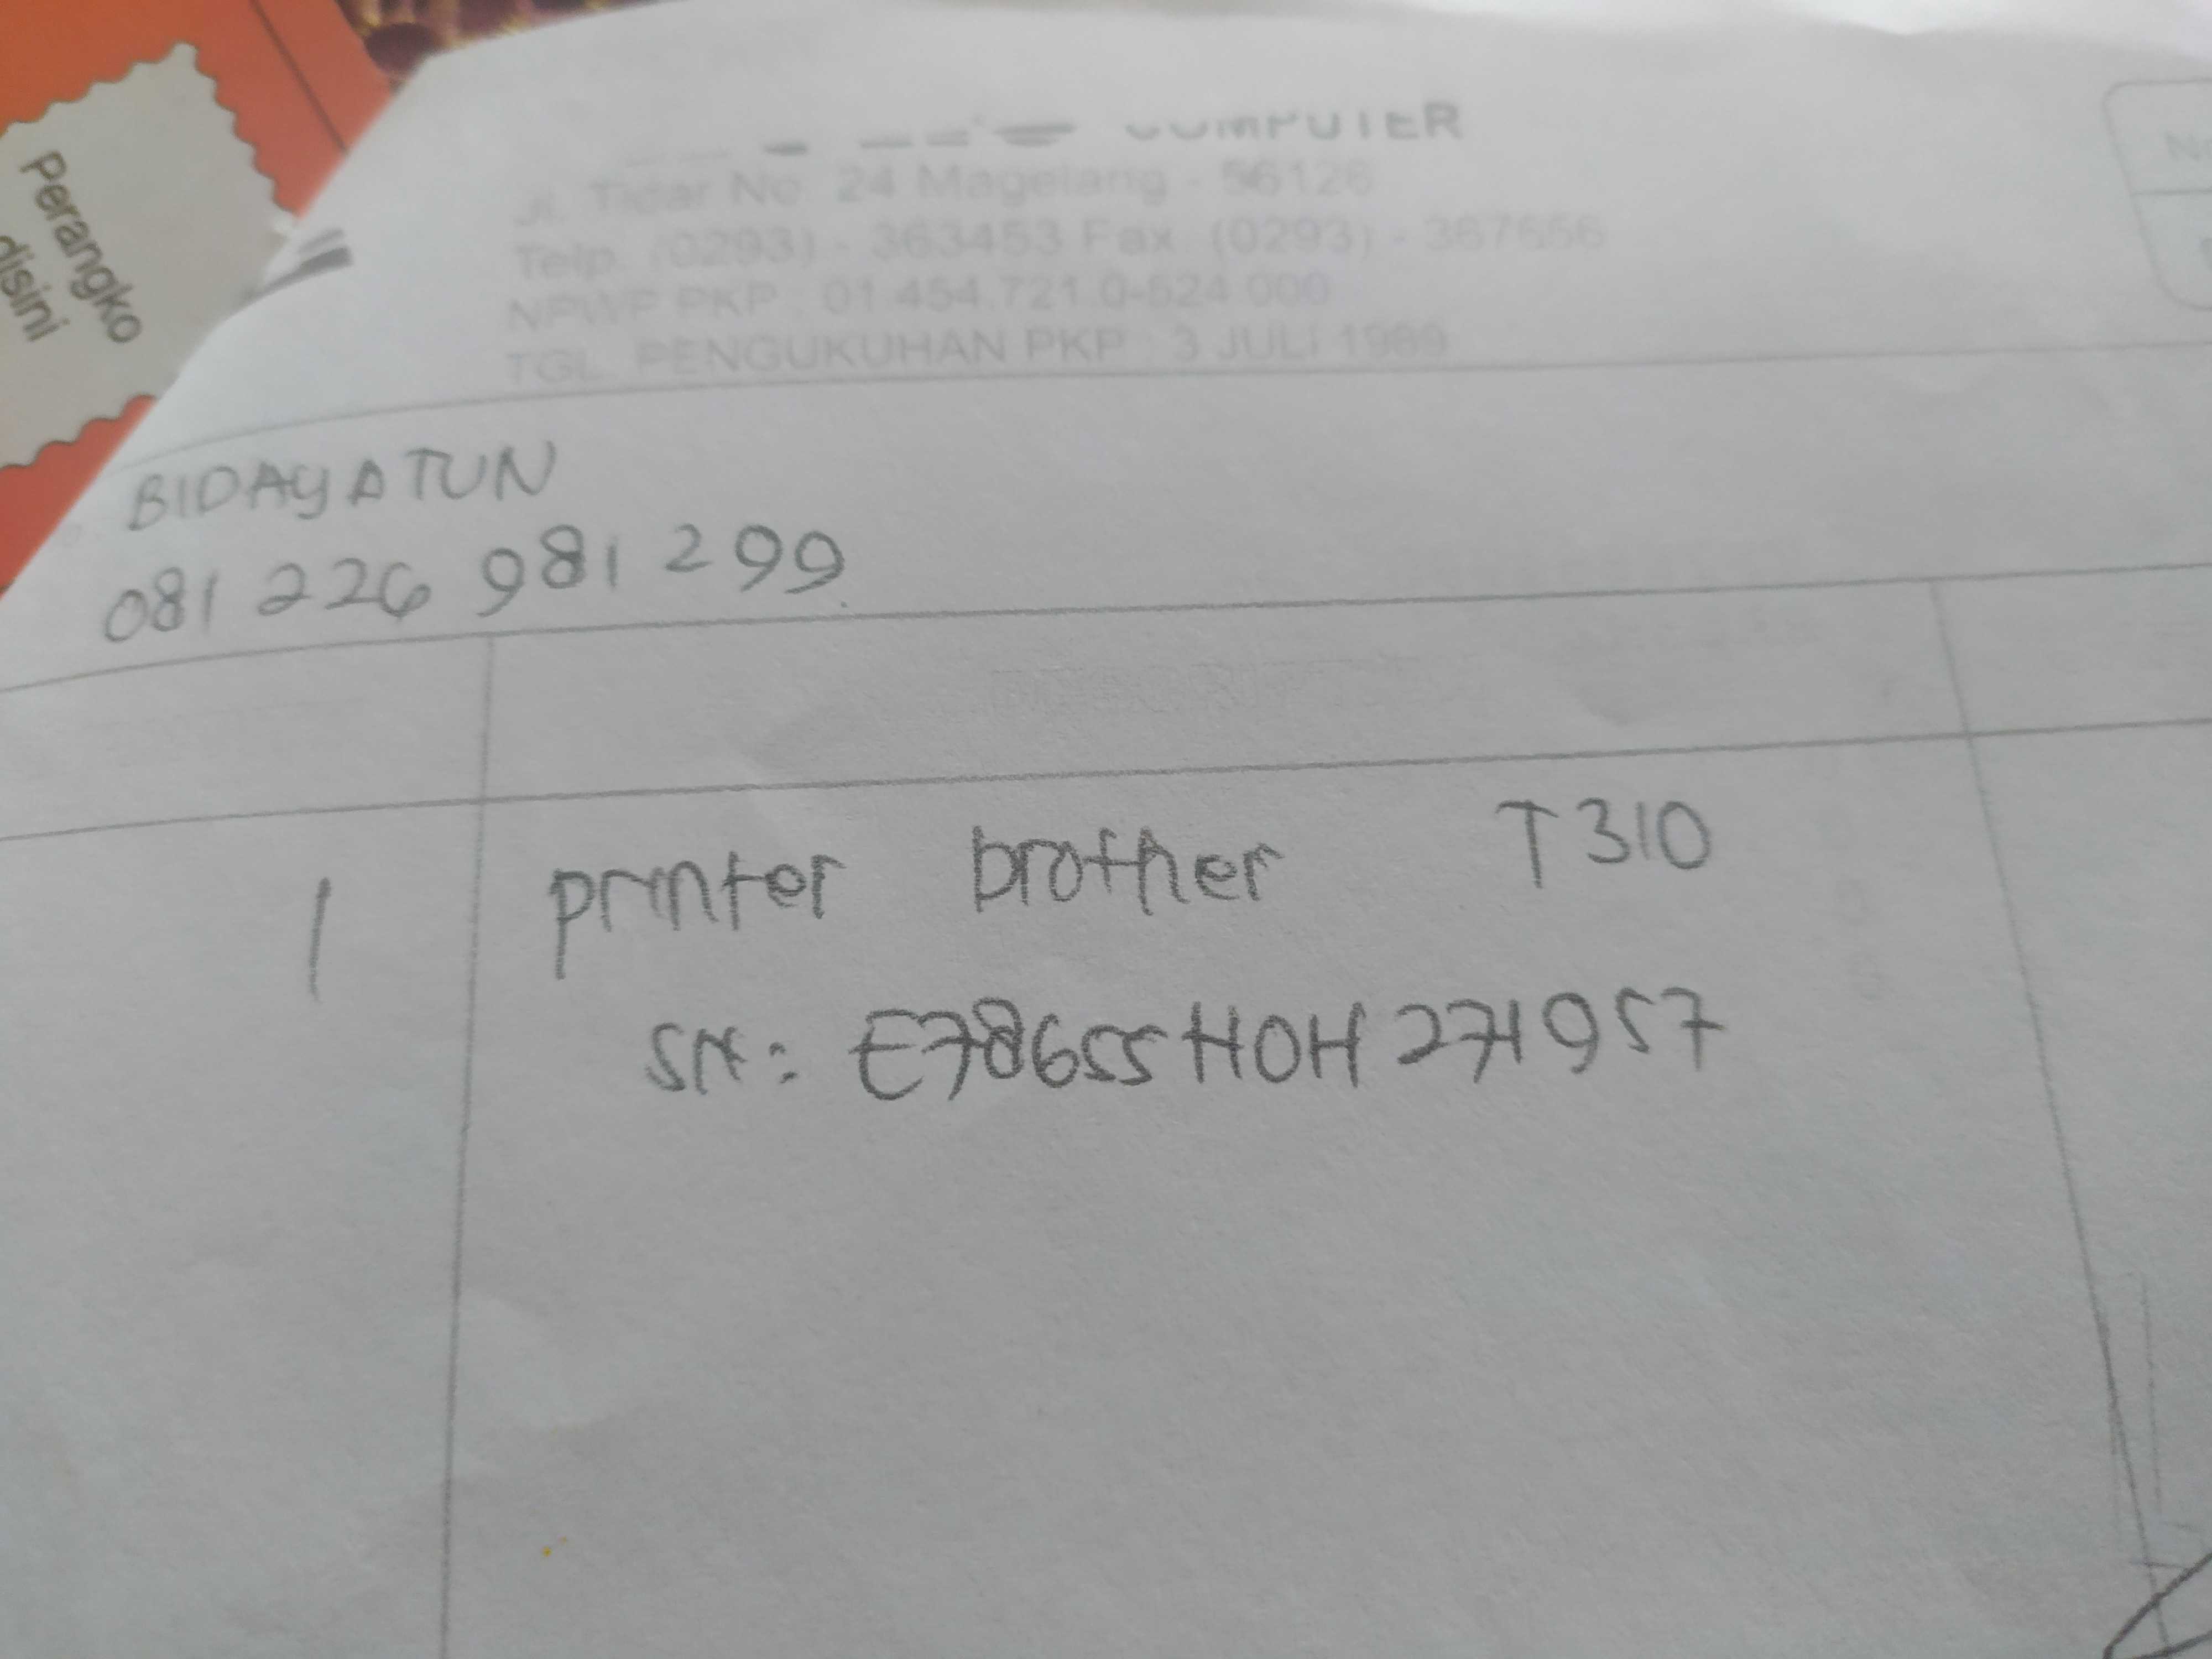 Perangko
disini
COMPUTER
Jl. Tidar No. 24 Magelang - 56126
Telp. (0293) - 363453 Fax. (0293) - 367556
NPWP PKP : 01.454.721.0-524.000
TGL. PENGUKUHAN PKP : 3 JULI 1989
No
BIDAYATUN
081 226 981 299.
1 printer brother T310
SN: E78655H0H271957